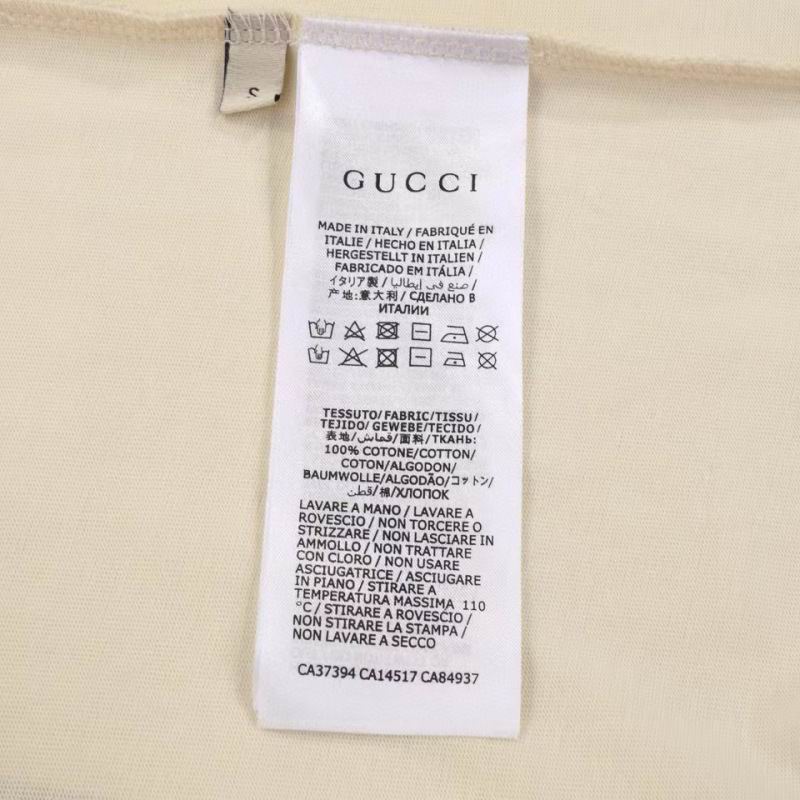 S
GUCCI
MADE IN ITALY / FABRIQUÉ EN
ITALIE / HECHO EN ITALIA /
HERGESTELLT IN ITALIEN /
FABRICADO EM ITÁLIA /
イタリア製 / صنع في إيطاليا /
产地:意大利 / СДЕЛАНО В
ИТАЛИИ
TESSUTO/FABRIC/TISSU/
TEJIDO/GEWEBE/TECIDO/
表地/قماش/面料/ТКАНЬ:
100% COTONE/COTTON/
COTON/ALGODON/
BAUMWOLLE/ALGODÃO/コットン/
قطن/棉/ХЛОПОК
LAVARE A MANO / LAVARE A
ROVESCIO / NON TORCERE O
STRIZZARE / NON LASCIARE IN
AMMOLLO / NON TRATTARE
CON CLORO / NON USARE
ASCIUGATRICE / ASCIUGARE
IN PIANO / STIRARE A
TEMPERATURA MASSIMA 110
°C / STIRARE A ROVESCIO /
NON STIRARE LA STAMPA /
NON LAVARE A SECCO
CA37394 CA14517 CA84937